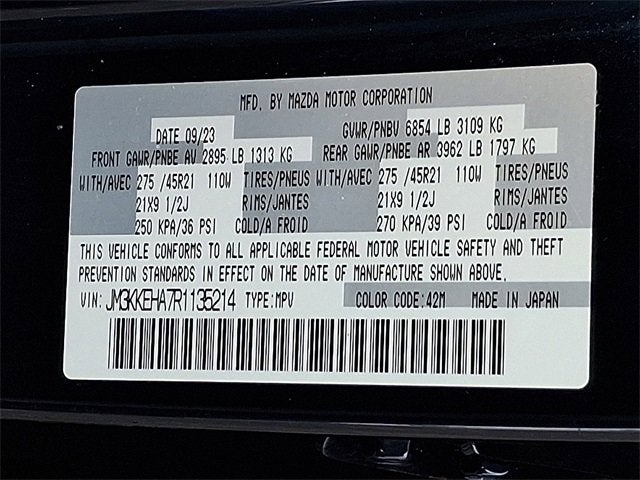 MFD. BY MAZDA MOTOR CORPORATION
DATE 09/23 GVWR/PNBV 6854 LB 3109 KG
FRONT GAWR/PNBE AV 2895 LB 1313 KG REAR GAWR/PNBE AR 3962 LB 1797 KG
WITH/AVEC 275 /45R21 110W TIRES/PNEUS WITH/AVEC 275 /45R21 110W TIRES/PNEUS
21X9 1/2J RIMS/JANTES 21X9 1/2J RIMS/JANTES
250 KPA/36 PSI COLD/A FROID 270 KPA/39 PSI COLD/A FROID
THIS VEHICLE CONFORMS TO ALL APPLICABLE FEDERAL MOTOR VEHICLE SAFETY AND THEFT
PREVENTION STANDARDS IN EFFECT ON THE DATE OF MANUFACTURE SHOWN ABOVE.
VIN: JM3KKEHA7R1135214 TYPE:MPV COLOR CODE:42M MADE IN JAPAN